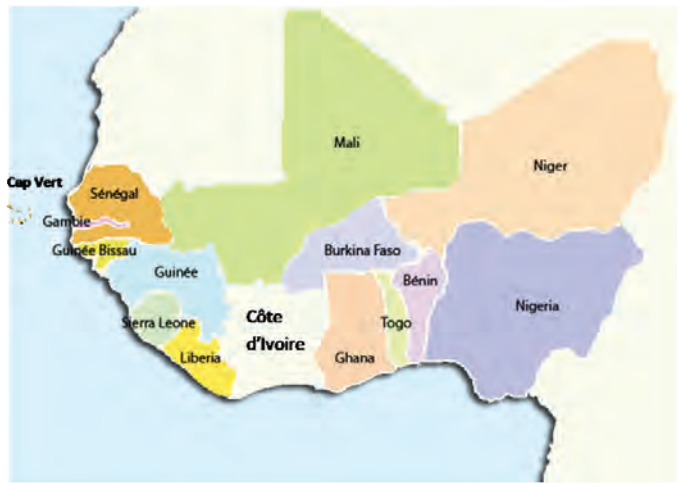 Mali
Niger
Cap Vert
Sénégal
Gambie
Guinée Bissau
Burkina Faso
Guinée
Bénin
Nigeria
Côte
d'Ivoire
Sierra Leone
Togo
Liberia
Ghana